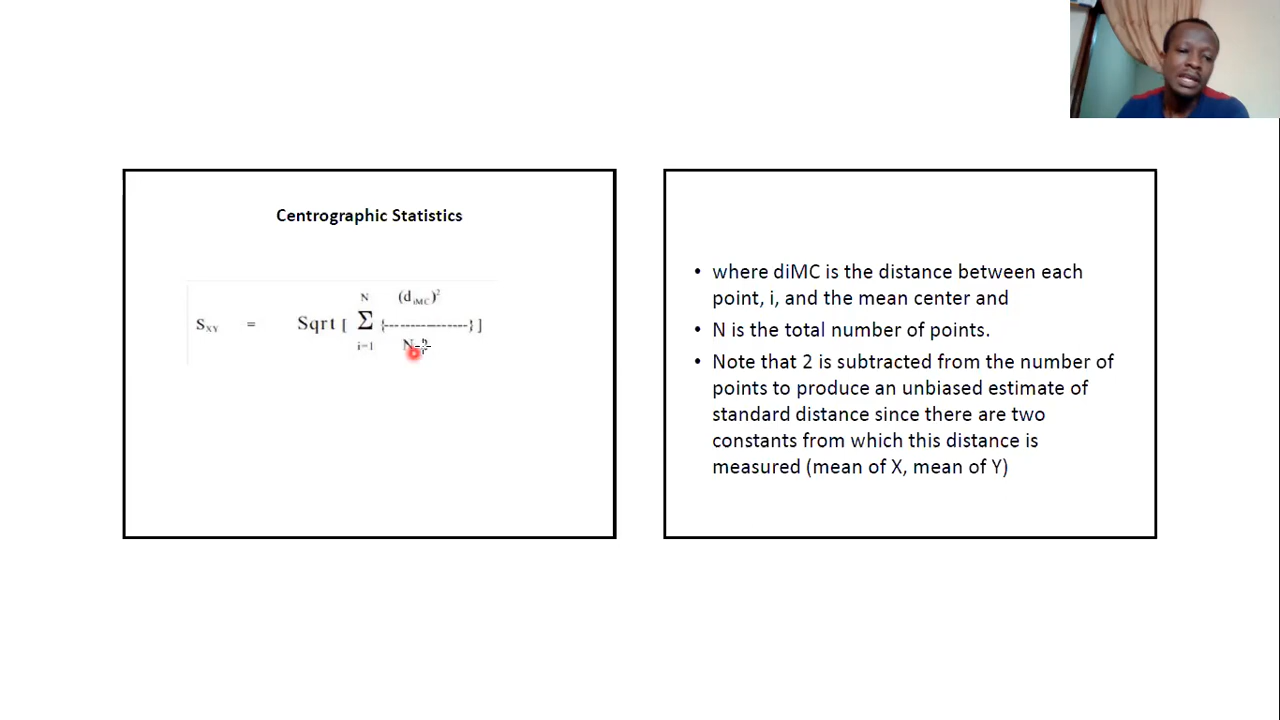 Centrographic Statistics
N (d iMC)²
S XY = Sqrt [ Σ {---------------} ]
i=1 N-
• where diMC is the distance between each
point, i, and the mean center and
• N is the total number of points.
• Note that 2 is subtracted from the number of
points to produce an unbiased estimate of
standard distance since there are two
constants from which this distance is
measured (mean of X, mean of Y)